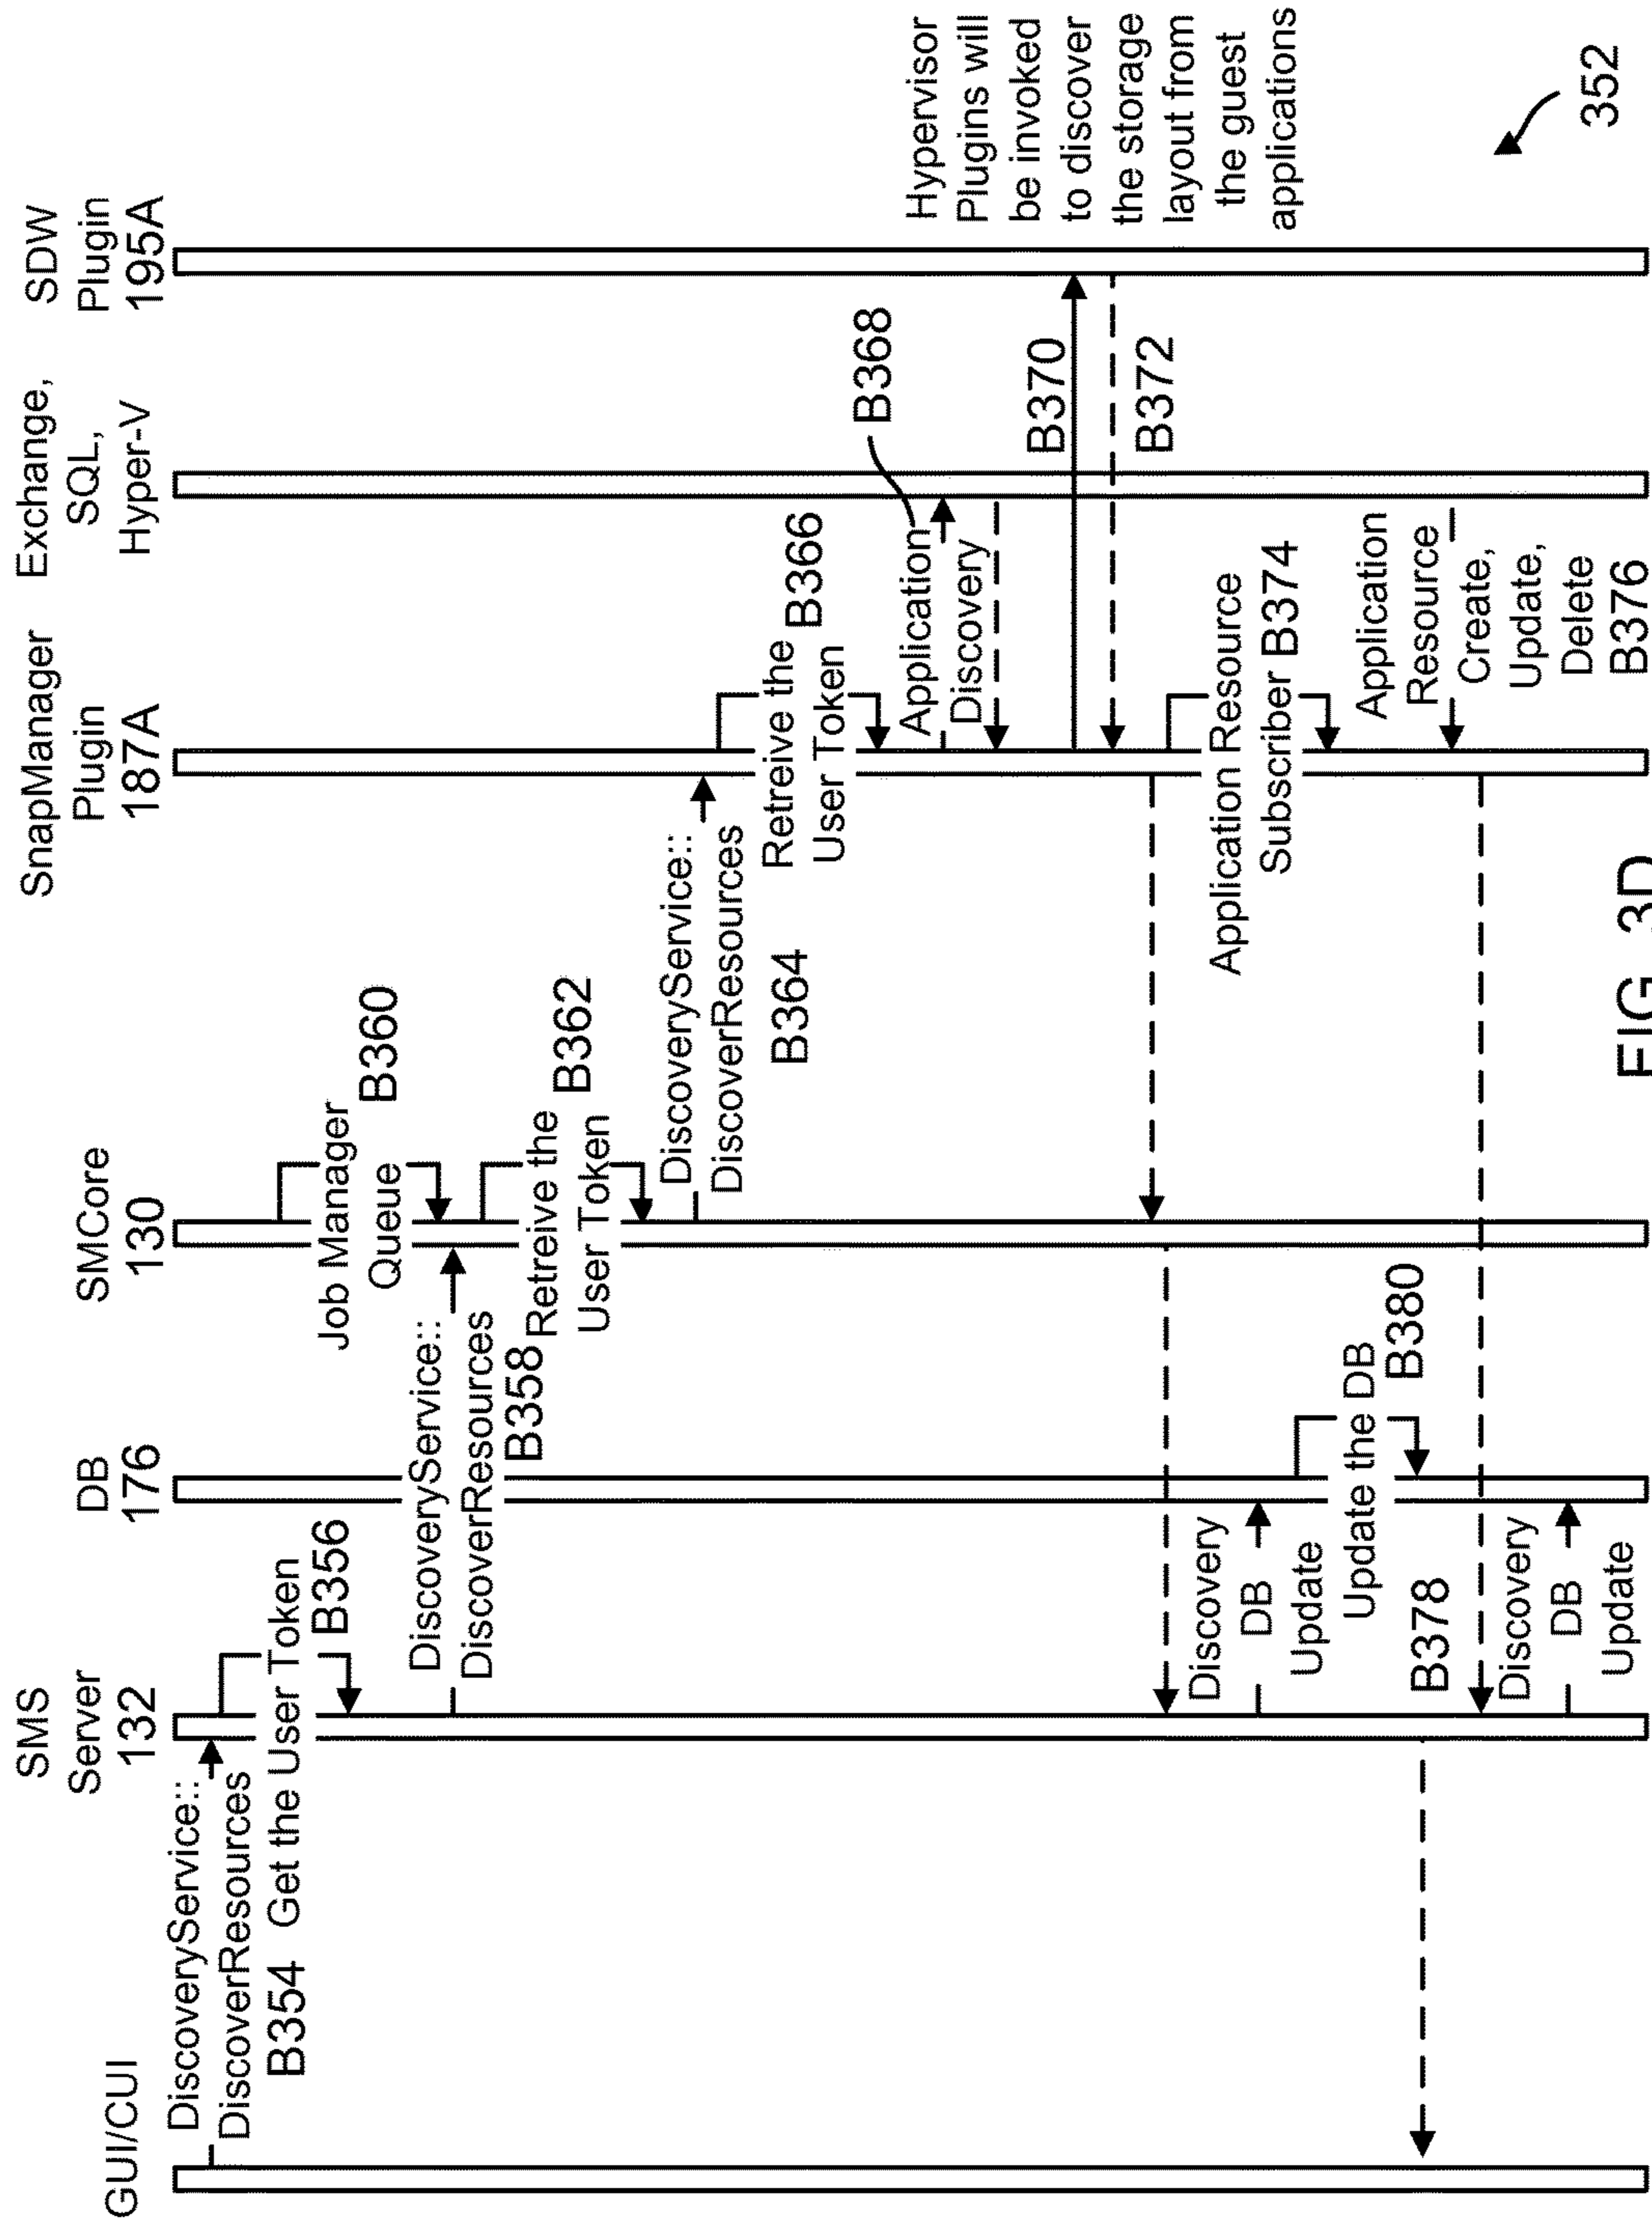 GUI/CUI
SMS
Server
132
DB
176
SMCore
130
SnapManager
Plugin
187A
Exchange,
SQL,
Hyper-V
SDW
Plugin
195A
DiscoveryService::
DiscoverResources
B354
Get the User Token
B356
Job Manager
Queue
B360
DiscoveryService::
DiscoverResources
B358
Retreive the
User Token
B362
DiscoveryService::
DiscoverResources
B364
Retreive the
User Token
B366
Application
Discovery
B368
B370
B372
Hypervisor
Plugins will
be invoked
to discover
the storage
layout from
the guest
applications
Application Resource
Subscriber B374
Discovery
DB
Update
Update the DB
B380
Application
Resource
Create,
Update,
Delete
B376
B378
Discovery
DB
Update
352
FIG. 3D